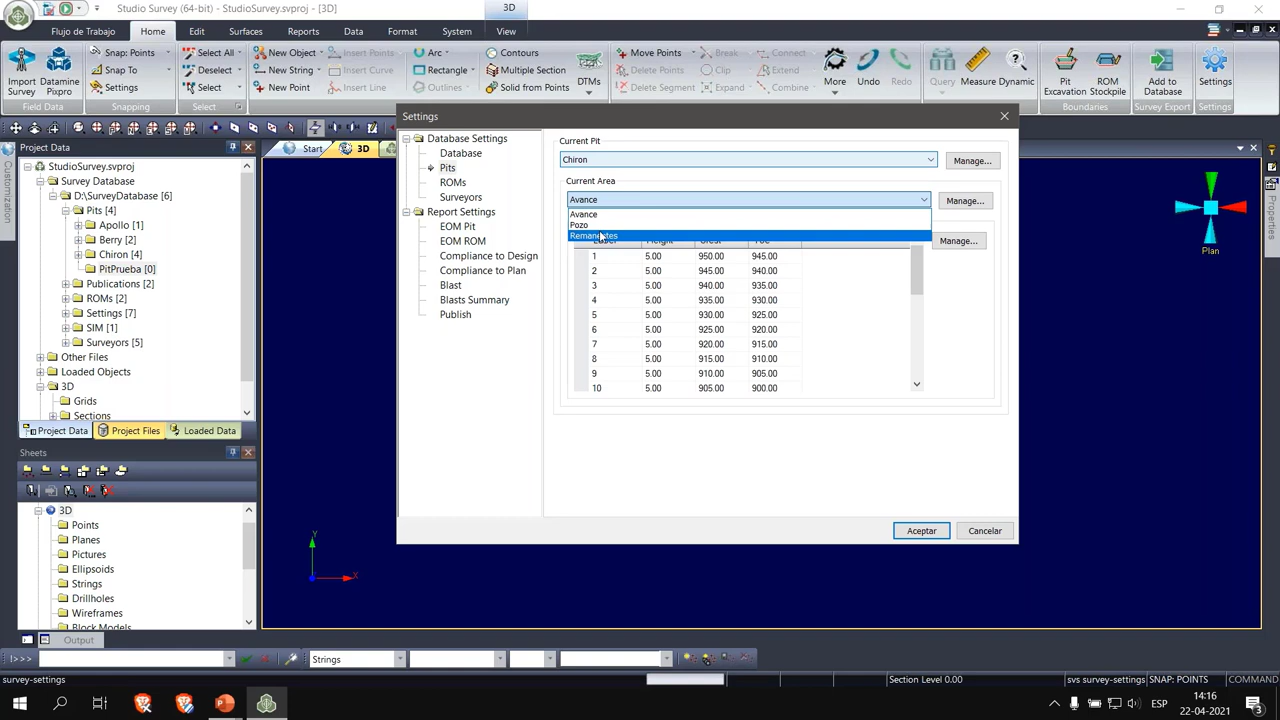 Studio Survey (64-bit) - StudioSurvey.svproj - [3D]
3D
Flujo de Trabajo Home Edit Surfaces Reports Data Format System View
Import Survey
Datamine Pixpro
Field Data
Snap: Points
Snap To
Settings
Snapping
Select All
Deselect
Select
Select
New Object
New String
New Point
Insert Points
Insert Curve
Insert Line
Arc
Rectangle
Outlines
Contours
Multiple Section
Solid from Points
DTMs
Move Points
Delete Points
Delete Segment
Break
Clip
Expand
Connect
Extend
Combine
More
Undo
Redo
Query
Measure
Dynamic
Pit Excavation
ROM Stockpile
Boundaries
Add to Database
Survey Export
Settings
Settings
Customization
Project Data
Start
3D
StudioSurvey.svproj
Survey Database
D:\SurveyDatabase [6]
Pits [4]
Apollo [1]
Berry [2]
Chiron [4]
PitPrueba [0]
Publications [2]
ROMs [2]
Settings [7]
SIM [1]
Surveyors [5]
Other Files
Loaded Objects
3D
Grids
Sections
Project Data
Project Files
Loaded Data
Sheets
3D
Points
Planes
Pictures
Ellipsoids
Strings
Drillholes
Wireframes
Block Models
Output
Settings
Database Settings
Database
Pits
ROMs
Surveyors
Report Settings
EOM Pit
EOM ROM
Compliance to Design
Compliance to Plan
Blast
Blasts Summary
Publish
Current Pit
Chiron
Manage...
Current Area
Avance
Manage...
Avance
Pozo
Manage...
1 5.00 950.00 945.00
2 5.00 945.00 940.00
3 5.00 940.00 935.00
4 5.00 935.00 930.00
5 5.00 930.00 925.00
6 5.00 925.00 920.00
7 5.00 920.00 915.00
8 5.00 915.00 910.00
9 5.00 910.00 905.00
10 5.00 905.00 900.00
Aceptar
Cancelar
Plan
Y
X
!>>>
Strings
survey-settings
Section Level 0.00
svs survey-settings
SNAP: POINTS
COMMAND
ESP
14:16
22-04-2021
3